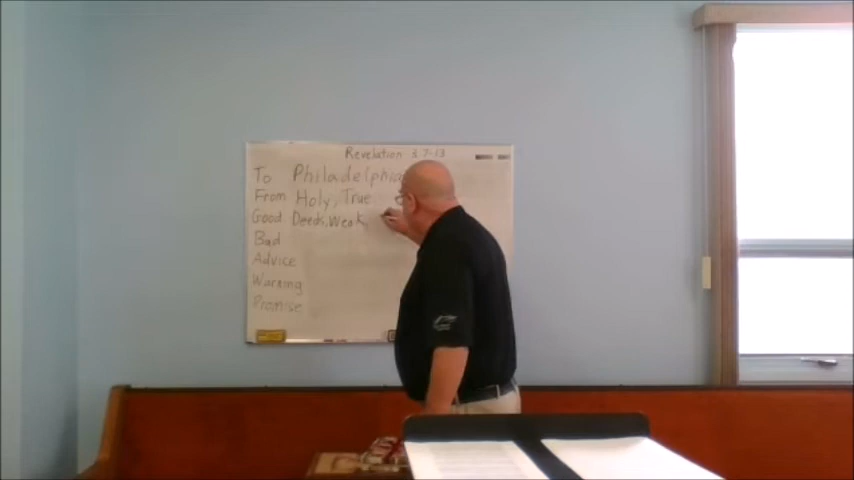 Revelation 3.7-13
To Philadelphia
From Holy, True
Good Deeds, Weak,
Bad
Advice
Warning
Promise